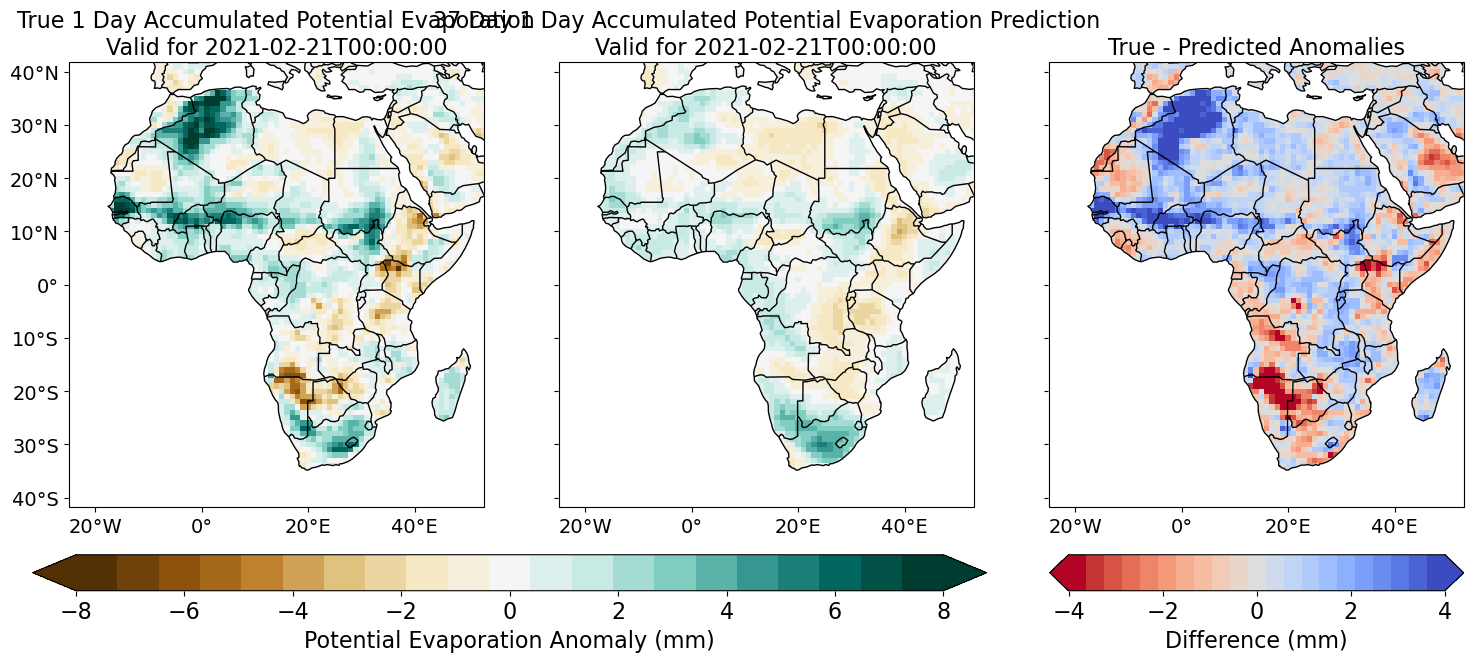 True 1 Day Accumulated Potential Evaporation
Valid for 2021-02-21T00:00:00
37 Day 1 Day Accumulated Potential Evaporation Prediction
Valid for 2021-02-21T00:00:00
True - Predicted Anomalies
40°N
30°N
20°N
10°N
0°
10°S
20°S
30°S
40°S
20°W 0° 20°E 40°E
20°W 0° 20°E 40°E
20°W 0° 20°E 40°E
−8 −6 −4 −2 0 2 4 6 8
Potential Evaporation Anomaly (mm)
−4 −2 0 2 4
Difference (mm)